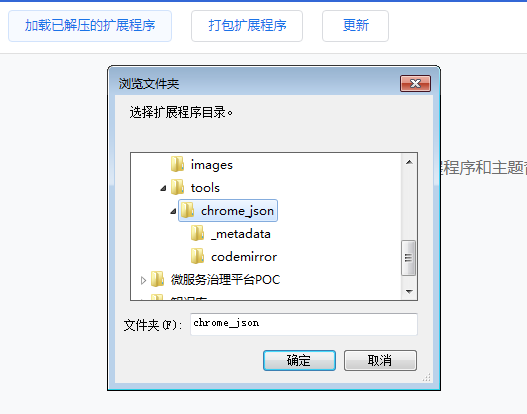 加载已解压的扩展程序 打包扩展程序 更新
浏览文件夹
选择扩展程序目录。
程序和主题
images
tools
chrome_json
_metadata
codemirror
微服务治理平台POC
文件夹(F): chrome_json
确定 取消